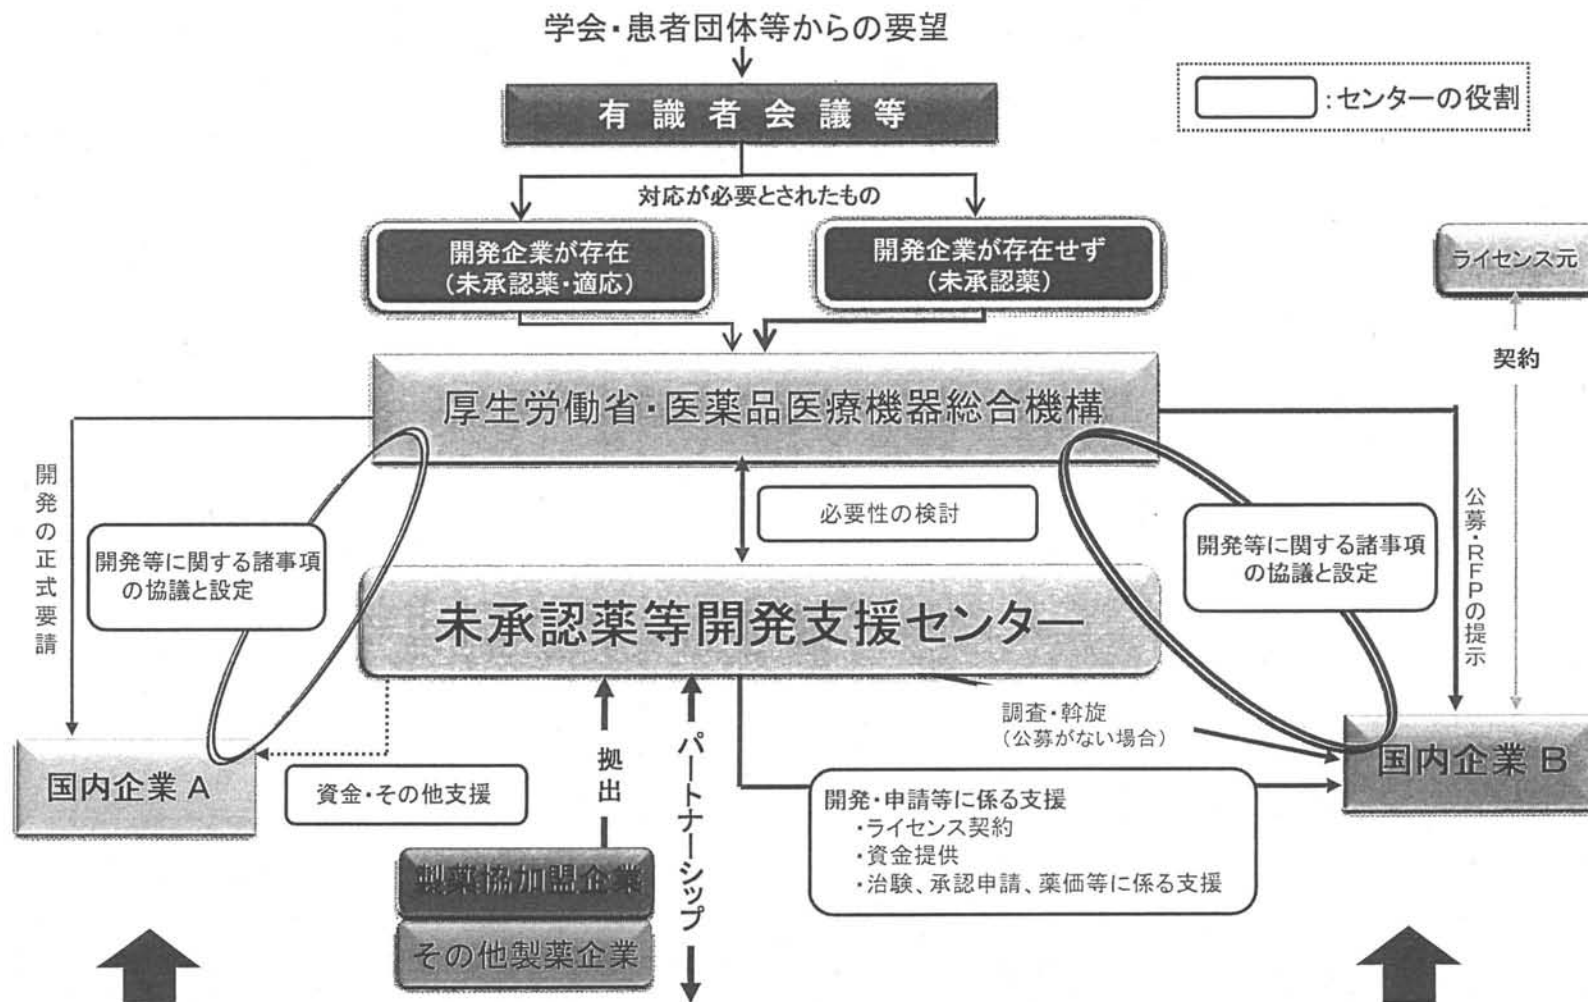 学会・患者団体等からの要望
有識者会議等
:センターの役割
対応が必要とされたもの
開発企業が存在
(未承認薬・適応)
開発企業が存在せず
(未承認薬)
ライセンス元
契約
厚生労働省・医薬品医療機器総合機構
開発の正式要請
必要性の検討
公募・RFPの提示
開発等に関する諸事項
の協議と設定
開発等に関する諸事項
の協議と設定
未承認薬等開発支援センター
調査・斡旋
(公募がない場合)
国内企業 A
資金・その他支援
拠出
パートナーシップ
国内企業 B
開発・申請等に係る支援
・ライセンス契約
・資金提供
・治験、承認申請、薬価等に係る支援
製薬協加盟企業
その他製薬企業